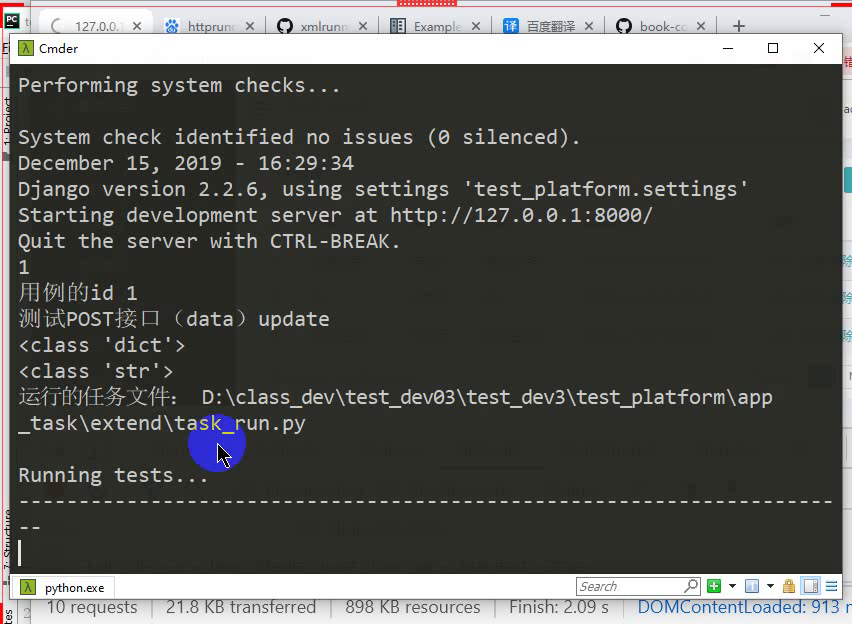 127.0.0.1
httprun
xmlrunn
Example
百度翻译
book-co
Cmder
Performing system checks...
System check identified no issues (0 silenced).
December 15, 2019 - 16:29:34
Django version 2.2.6, using settings 'test_platform.settings'
Starting development server at http://127.0.0.1:8000/
Quit the server with CTRL-BREAK.
1
用例的id 1
测试POST接口（data）update
<class 'dict'>
<class 'str'>
运行的任务文件： D:\class_dev\test_dev03\test_dev3\test_platform\app
_task\extend\task_run.py
Running tests...
----------------------------------------------------------------------
--
python.exe
Search
10 requests
21.8 KB transferred
898 KB resources
Finish: 2.09 s
DOMContentLoaded: 913 m
1: Project
7: Structure